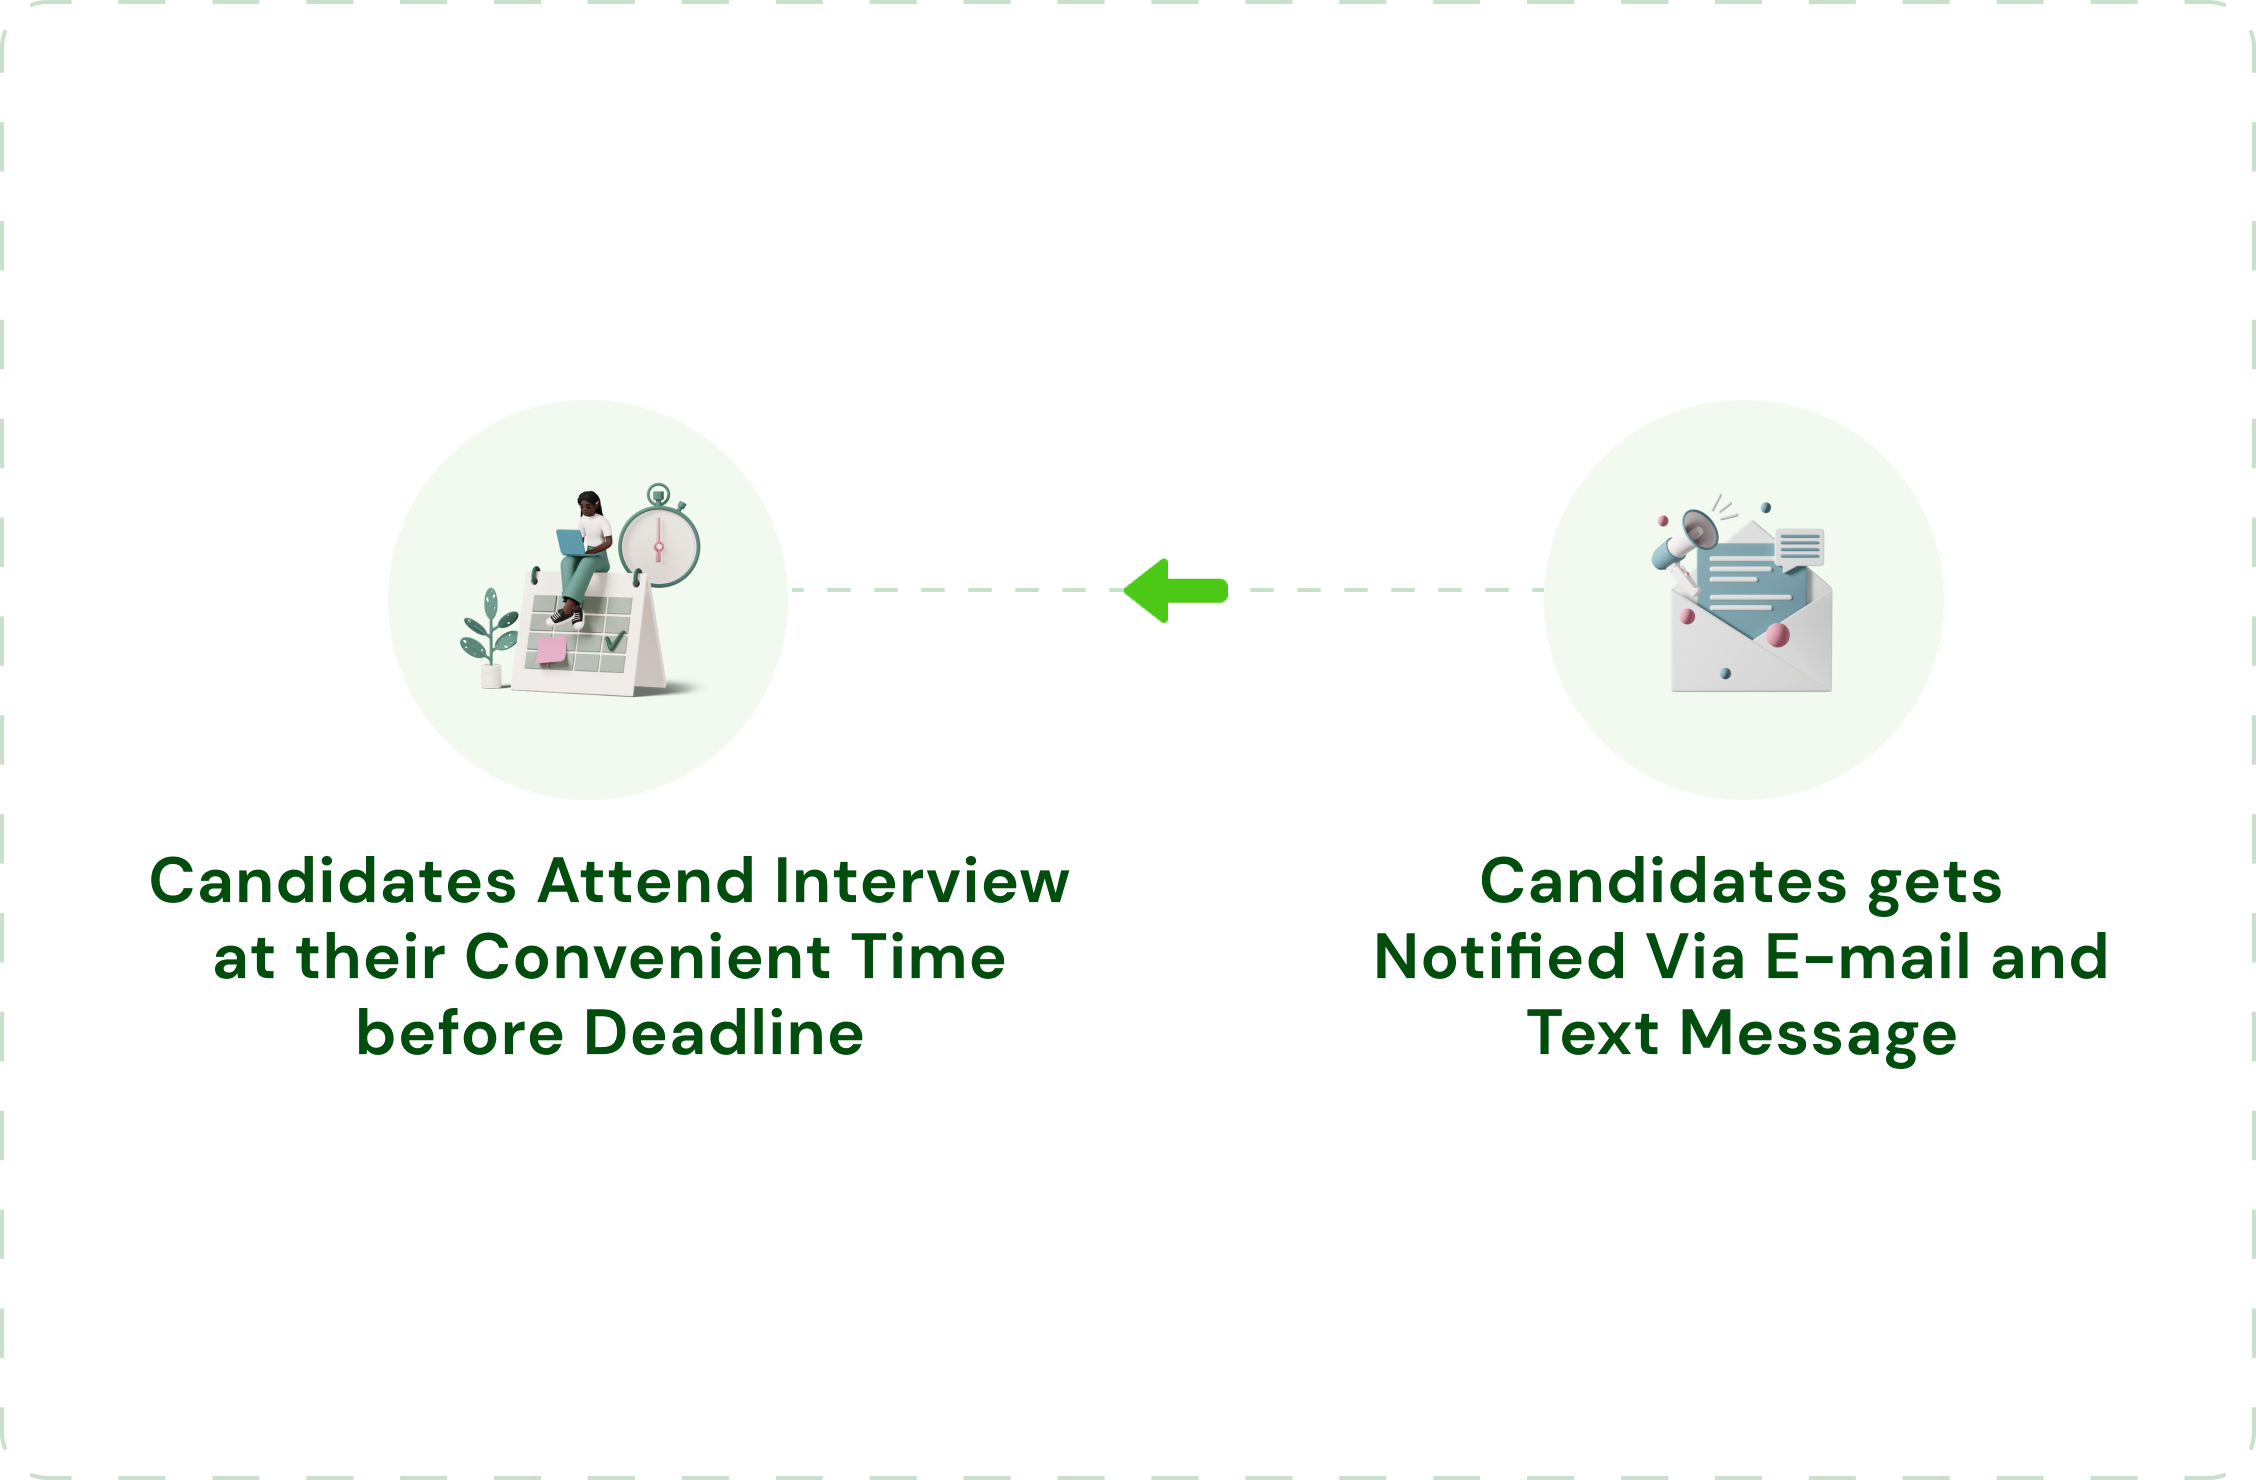 Candidates Attend Interview
at their Convenient Time
before Deadline
Candidates gets
Notified Via E-mail and
Text Message